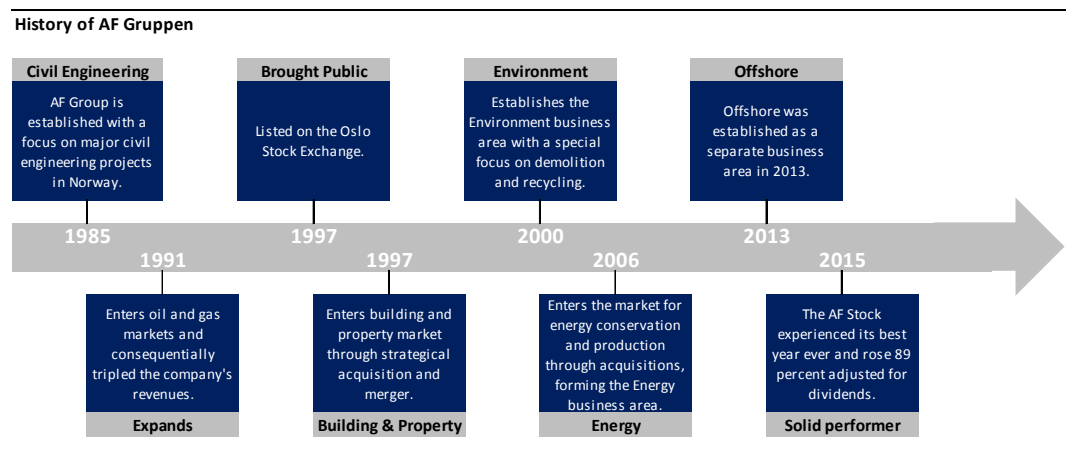 History of AF Gruppen
Civil Engineering
AF Group is
established with a
focus on major civil
engineering projects
in Norway.
Brought Public
Listed on the Oslo
Stock Exchange.
Environment
Establishes the
Environment business
area with a special
focus on demolition
and recycling.
Offshore
Offshore was
established as a
separate business
area in 2013.
1985
1997
2000
2013
1991
1997
2006
2015
Enters oil and gas
markets and
consequentially
tripled the company's
revenues.
Expands
Enters building and
property market
through strategical
acquisition and
merger.
Building & Property
Enters the market for
energy conservation
and production
through acquisitions,
forming the Energy
business area.
Energy
The AF Stock
experienced its best
year ever and rose 89
percent adjusted for
dividends.
Solid performer